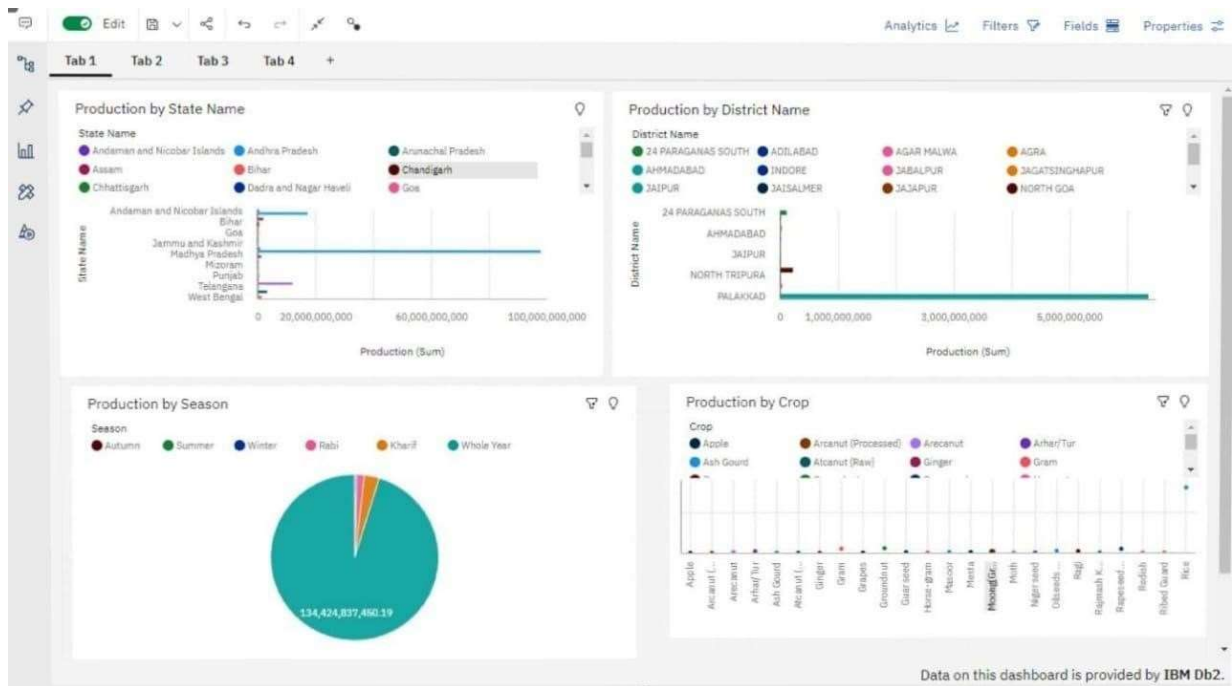 Edit
Analytics Filters Fields Properties
Tab 1 Tab 2 Tab 3 Tab 4 +
Production by State Name
State Name
Andaman and Nicobar Islands Andhra Pradesh Arunachal Pradesh
Assam Bihar Chandigarh
Chhattisgarh Dadra and Nagar Haveli Goa
State Name
Andaman and Nicobar Islands
Bihar
Goa
Jammu and Kashmir
Madhya Pradesh
Mizoram
Punjab
Telangana
West Bengal
0 20,000,000,000 60,000,000,000 100,000,000,000
Production (Sum)
Production by District Name
District Name
24 PARAGANAS SOUTH ADILABAD AGAR MALWA AGRA
AHMADABAD INDORE JABALPUR JAGATSINGHAPUR
JAIPUR JAISALMER JAJAPUR NORTH GOA
District Name
24 PARAGANAS SOUTH
AHMADABAD
JAIPUR
NORTH TRIPURA
PALAKKAD
0 1,000,000,000 3,000,000,000 5,000,000,000
Production (Sum)
Production by Season
Season
Autumn Summer Winter Rabi Kharif Whole Year
134,424,837,450.19
Production by Crop
Crop
Apple Arcanut (Processed) Arecanut Arhar/Tur
Ash Gourd Atcanut (Raw) Ginger Gram
Apple
Arcanut (...
Arecanut
Arhar/Tur
Ash Gourd
Atcanut (...
Ginger
Gram
Grapes
Groundnut
Guar seed
Horse-gram
Masoor
Mesta
Moong(Gr...
Moth
Niger seed
Oilseeds ...
Ragi
Rajmash K...
Rapeseed...
Redish
Ribed Guard
Rice
Data on this dashboard is provided by IBM Db2.